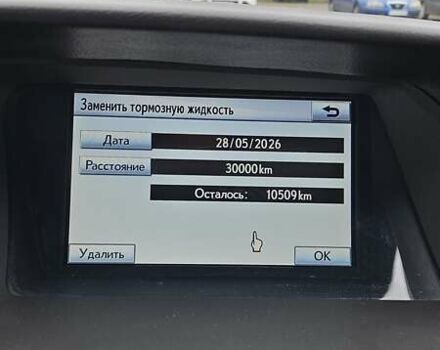 Заменить тормозную жидкость
Дата 28/05/2026
Расстояние 30000km
Осталось: 10509km
Удалить OK